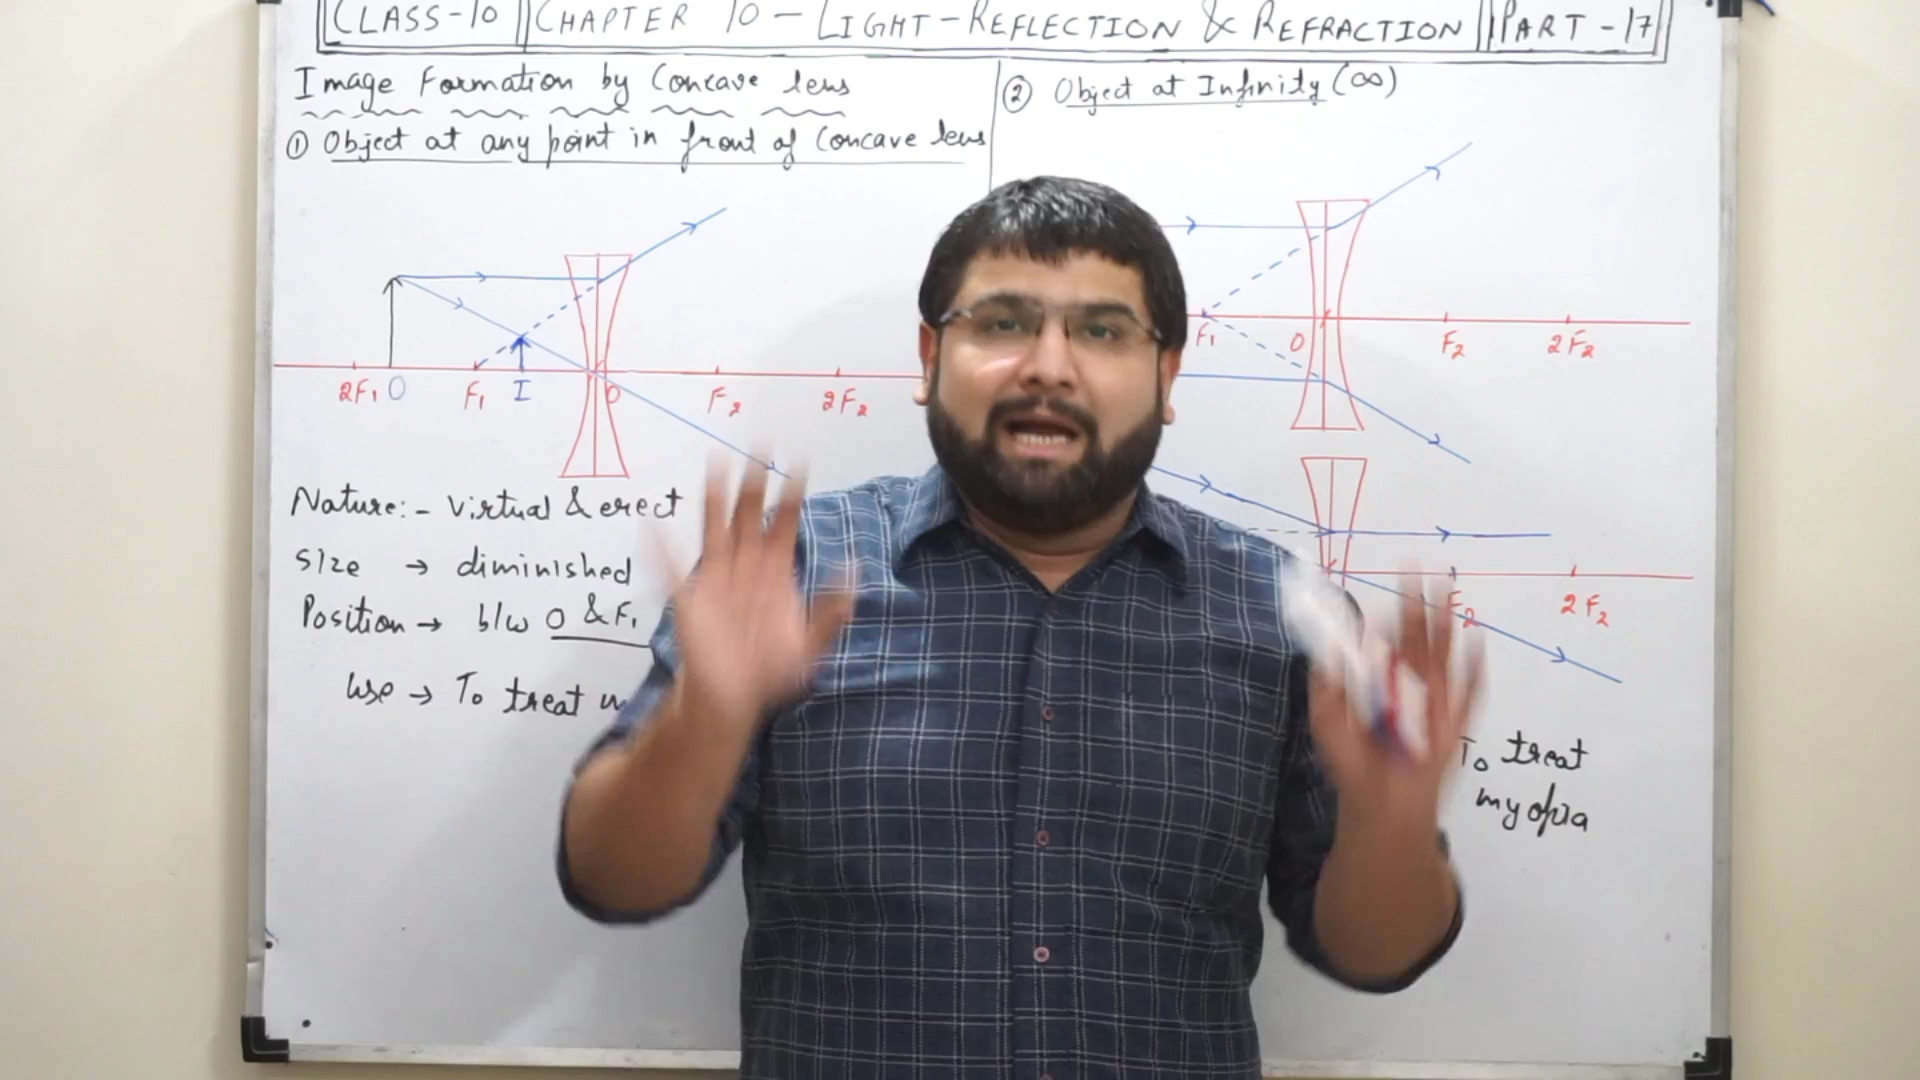 CLASS-10 CHAPTER 10 - LIGHT-REFLECTION & REFRACTION PART-17
Image Formation by Concave lens
① Object at any point in front of Concave lens
2F₁ O F₁ I O F₂ 2F₂
Nature:- Virtual & erect
size → diminished
Position → b/w O & F₁
Use → To treat
② Object at Infinity (∞)
F₁ O F₂ 2F₂
F₂ 2F₂
To treat
myopia